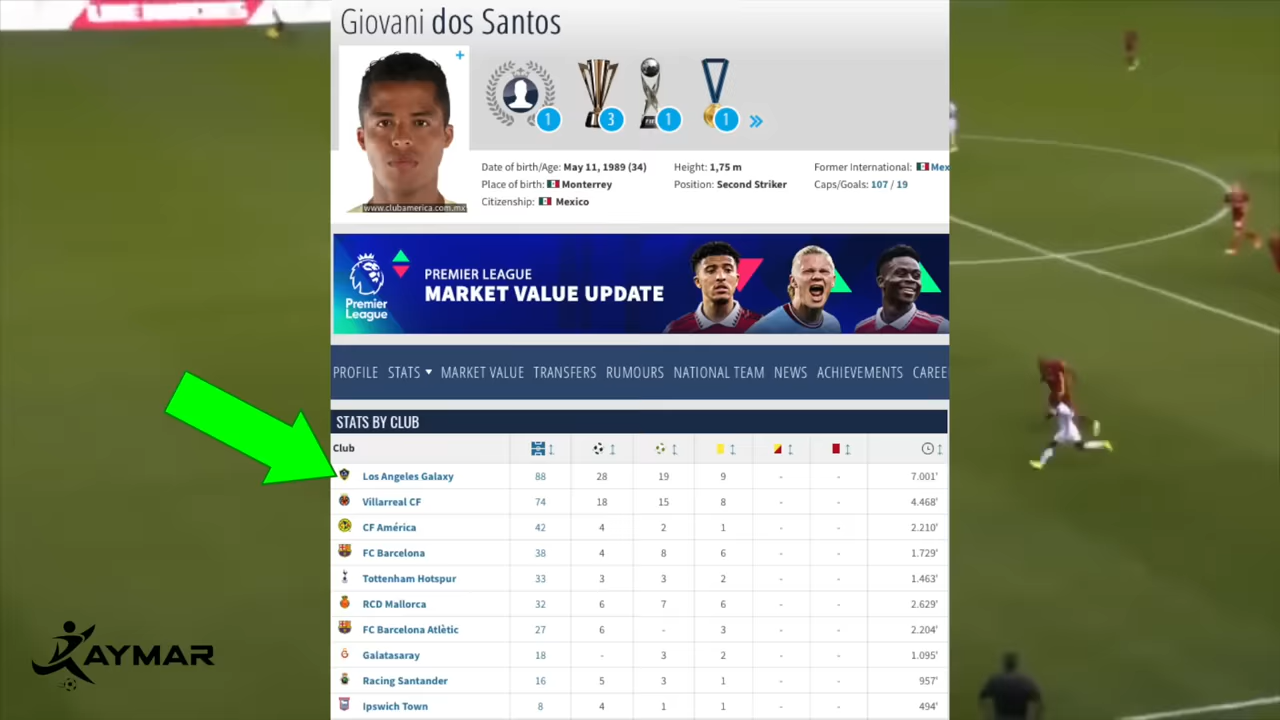 Giovani dos Santos
+
1
3
1
1
»
www.clubamerica.com.mx
Date of birth/Age: May 11, 1989 (34)
Height: 1,75 m
Former International: Mex
Place of birth: Monterrey
Position: Second Striker
Caps/Goals: 107 / 19
Citizenship: Mexico
Premier
League
PREMIER LEAGUE
MARKET VALUE UPDATE
PROFILE STATS MARKET VALUE TRANSFERS RUMOURS NATIONAL TEAM NEWS ACHIEVEMENTS CAREE
STATS BY CLUB
Club
Los Angeles Galaxy 88 28 19 9 - - 7.001'
Villarreal CF 74 18 15 8 - - 4.468'
CF América 42 4 2 1 - - 2.210'
FC Barcelona 38 4 8 6 - - 1.729'
Tottenham Hotspur 33 3 3 2 - - 1.463'
RCD Mallorca 32 6 7 6 - - 2.629'
FC Barcelona Atlètic 27 6 - 3 - - 2.204'
Galatasaray 18 - 3 2 - - 1.095'
Racing Santander 16 5 3 1 - - 957'
Ipswich Town 8 4 1 1 - - 494'
KAYMAR